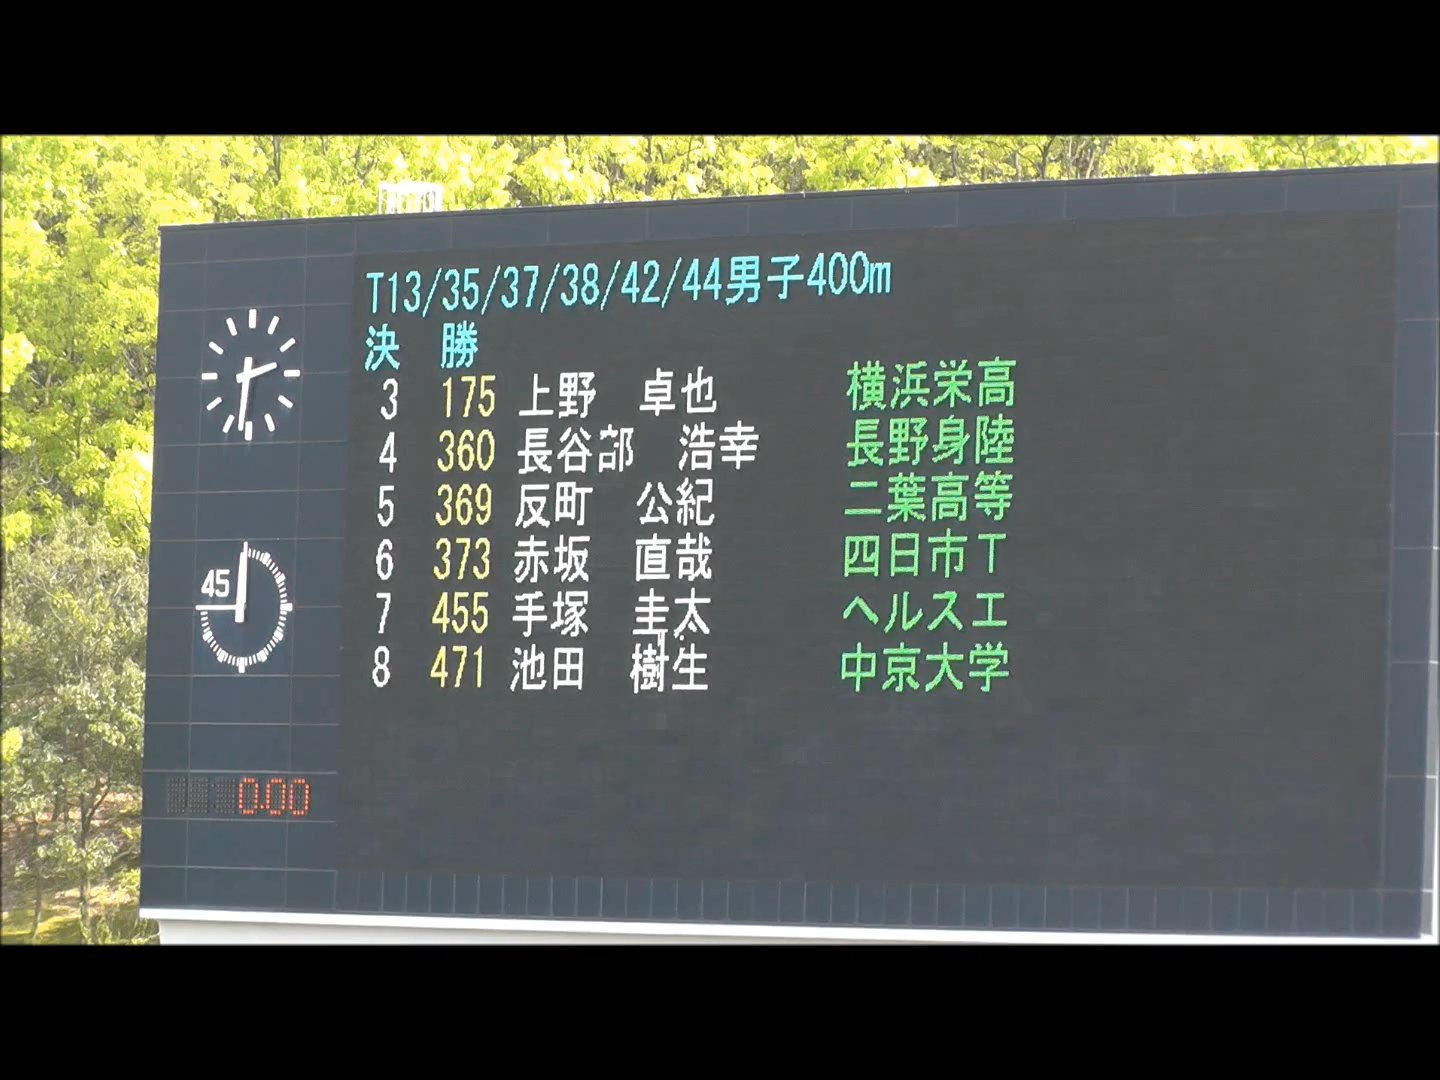 T13/35/37/38/42/44男子400m
決 勝
3 175 上野 卓也 横浜栄高
4 360 長谷部 浩幸 長野身陸
5 369 反町 公紀 二葉高等
6 373 赤坂 直哉 四日市T
7 455 手塚 圭太 ヘルスエ
8 471 池田 樹生 中京大学
45
0.00